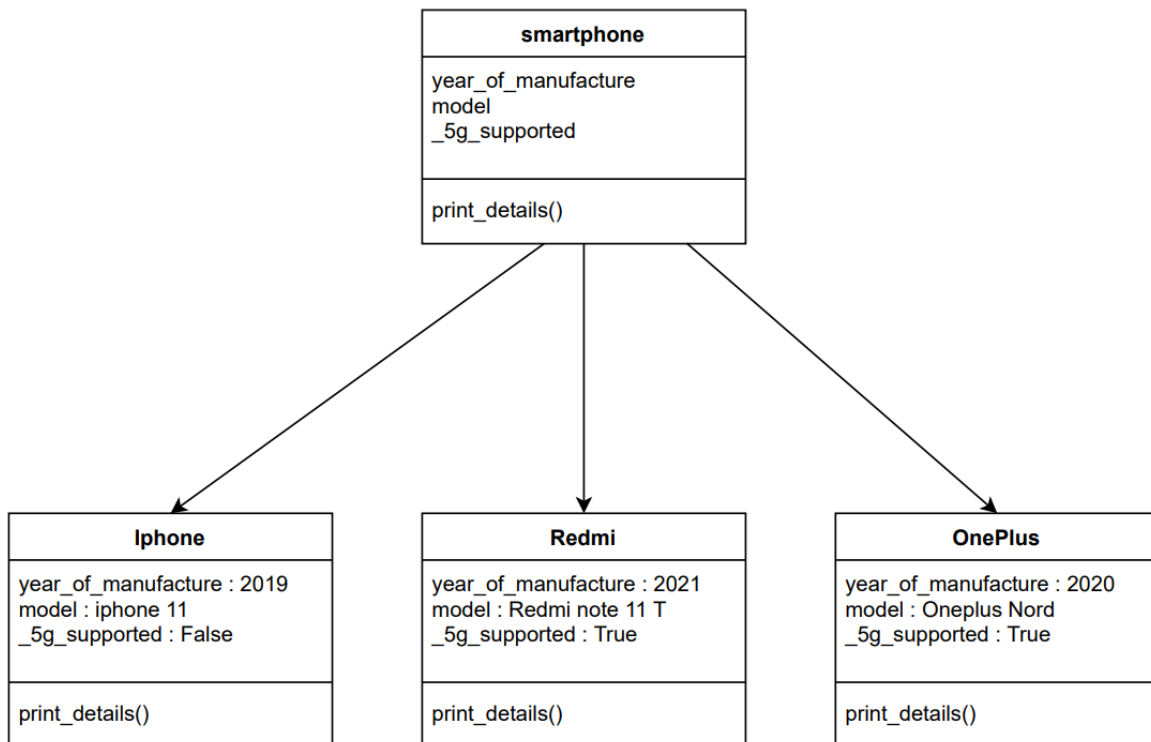 smartphone
year_of_manufacture
model
_5g_supported
print_details()
Iphone
year_of_manufacture : 2019
model : iphone 11
_5g_supported : False
print_details()
Redmi
year_of_manufacture : 2021
model : Redmi note 11 T
_5g_supported : True
print_details()
OnePlus
year_of_manufacture : 2020
model : Oneplus Nord
_5g_supported : True
print_details()